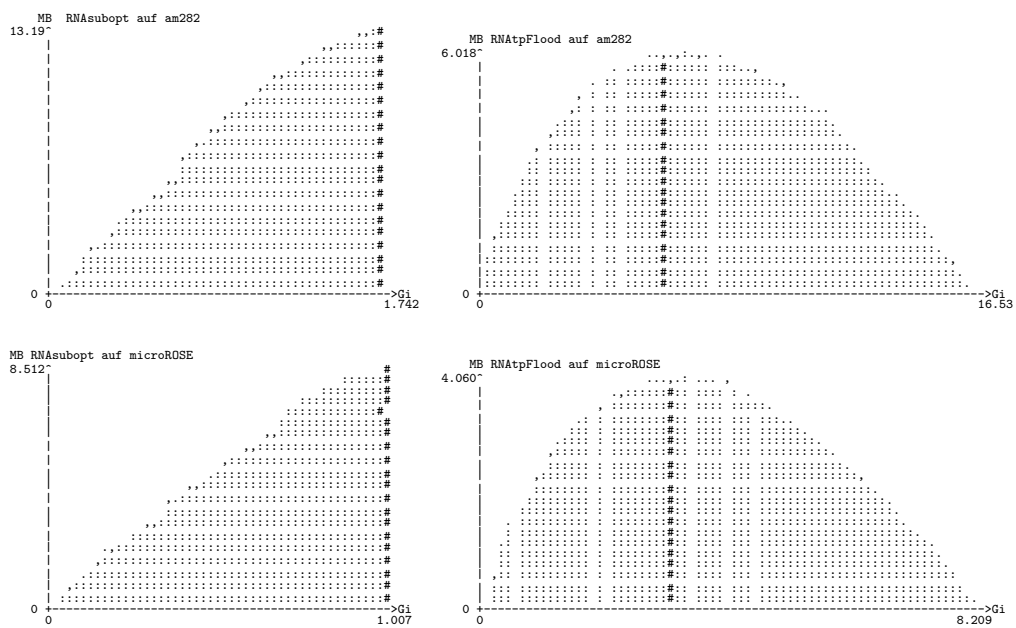 MB RNAsubopt auf am282
13.19^
0
->Gi
0
1.742
MB RNAtpFlood auf am282
6.018^
0
->Gi
0
16.53
MB RNAsubopt auf microROSE
8.512^
0
->Gi
0
1.007
MB RNAtpFlood auf microROSE
4.060^
0
->Gi
0
8.209